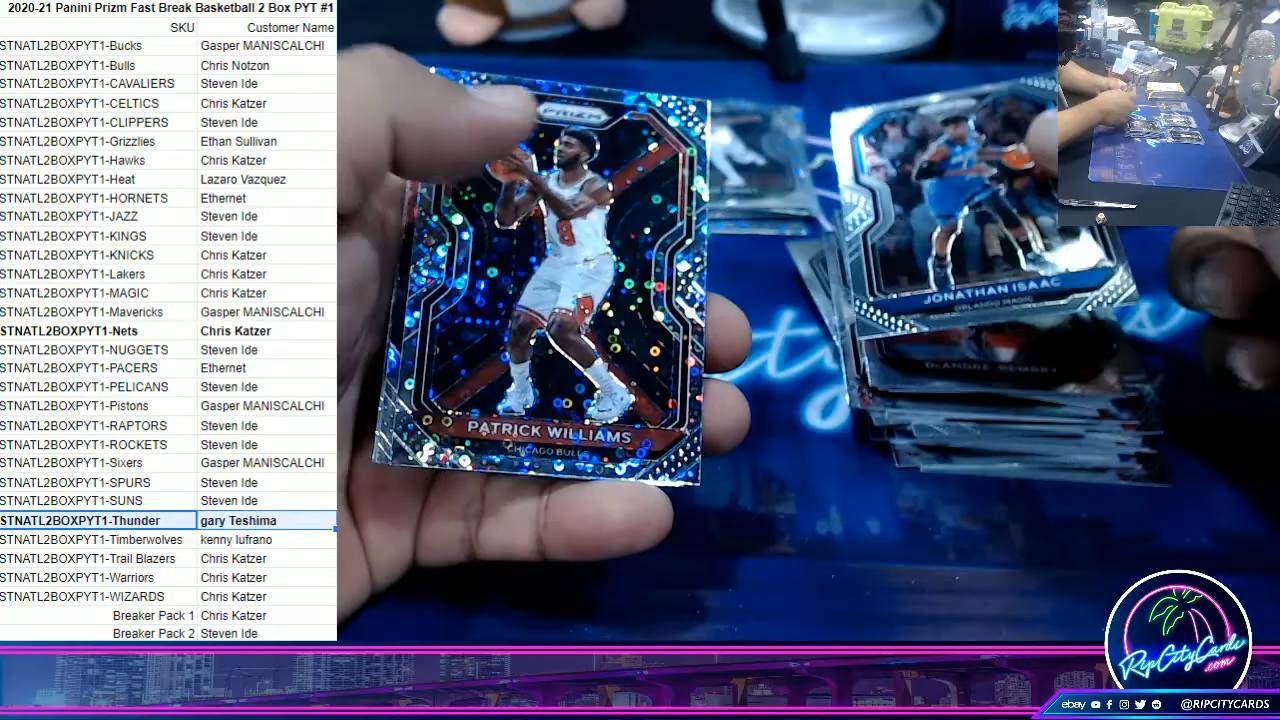 2020-21 Panini Prizm Fast Break Basketball 2 Box PYT #1
SKU Customer Name
STNATL2BOXPYT1-Bucks Gasper MANISCALCHI
STNATL2BOXPYT1-Bulls Chris Notzon
STNATL2BOXPYT1-CAVALIERS Steven Ide
STNATL2BOXPYT1-CELTICS Chris Katzer
STNATL2BOXPYT1-CLIPPERS Steven Ide
STNATL2BOXPYT1-Grizzlies Ethan Sullivan
STNATL2BOXPYT1-Hawks Chris Katzer
STNATL2BOXPYT1-Heat Lazaro Vazquez
STNATL2BOXPYT1-HORNETS Ethernet
STNATL2BOXPYT1-JAZZ Steven Ide
STNATL2BOXPYT1-KINGS Steven Ide
STNATL2BOXPYT1-KNICKS Chris Katzer
STNATL2BOXPYT1-Lakers Chris Katzer
STNATL2BOXPYT1-MAGIC Chris Katzer
STNATL2BOXPYT1-Mavericks Gasper MANISCALCHI
STNATL2BOXPYT1-Nets Chris Katzer
STNATL2BOXPYT1-NUGGETS Steven Ide
STNATL2BOXPYT1-PACERS Ethernet
STNATL2BOXPYT1-PELICANS Steven Ide
STNATL2BOXPYT1-Pistons Gasper MANISCALCHI
STNATL2BOXPYT1-RAPTORS Steven Ide
STNATL2BOXPYT1-ROCKETS Steven Ide
STNATL2BOXPYT1-Sixers Gasper MANISCALCHI
STNATL2BOXPYT1-SPURS Steven Ide
STNATL2BOXPYT1-SUNS Steven Ide
STNATL2BOXPYT1-Thunder gary Teshima
STNATL2BOXPYT1-Timberwolves kenny lufrano
STNATL2BOXPYT1-Trail Blazers Chris Katzer
STNATL2BOXPYT1-Warriors Chris Katzer
STNATL2BOXPYT1-WIZARDS Chris Katzer
Breaker Pack 1 Chris Katzer
Breaker Pack 2 Steven Ide
PRIZM
8
PATRICK WILLIAMS
CHICAGO BULLS
JONATHAN ISAAC
ORLANDO MAGIC
DeANDRE' BEMBRY
RipCityCards
.com
ebay @RIPCITYCARDS